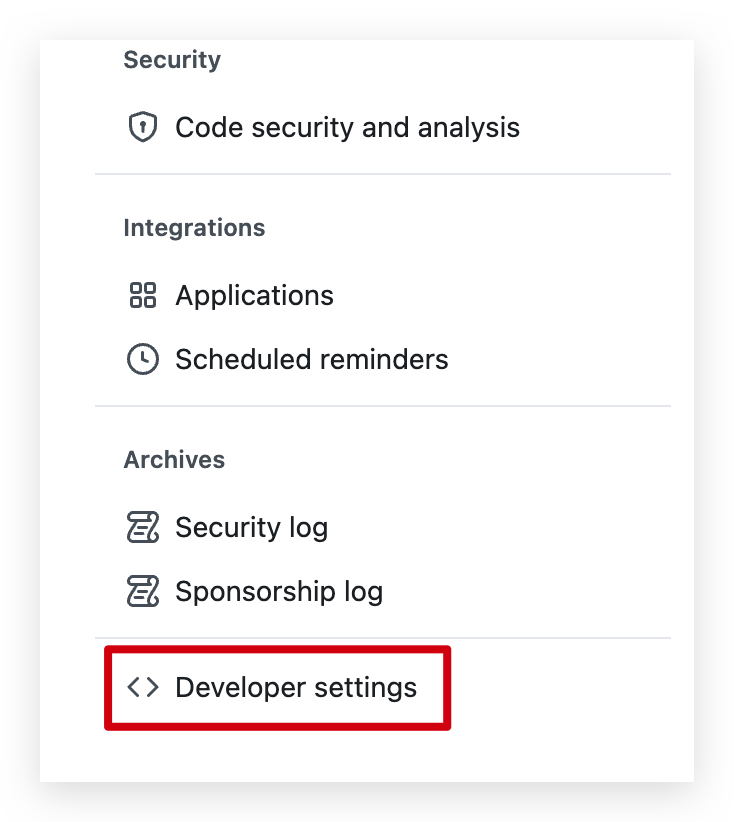 Security
Code security and analysis
Integrations
Applications
Scheduled reminders
Archives
Security log
Sponsorship log
Developer settings